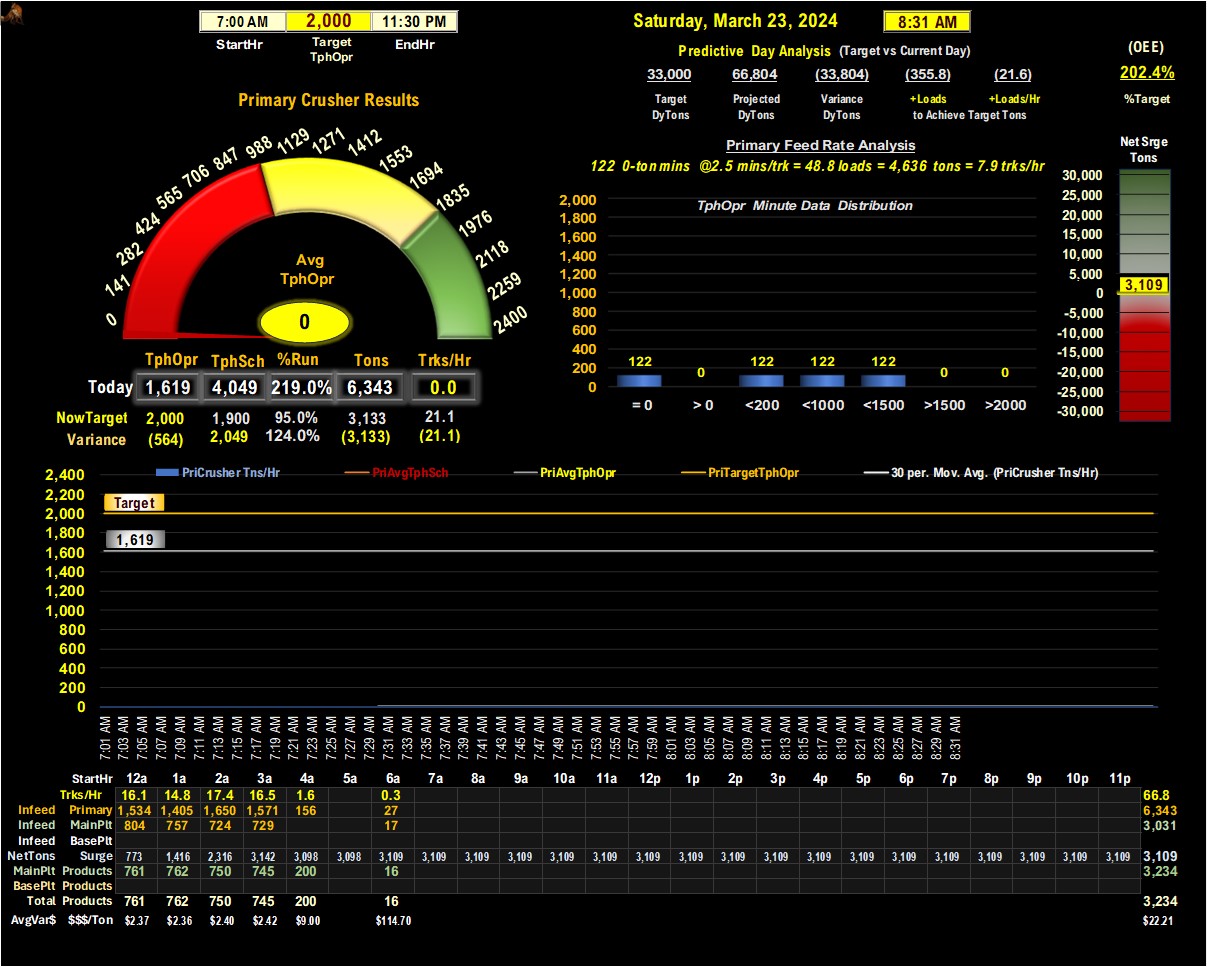 7:00 AM 2,000 11:30 PM
StartHr Target TphOpr EndHr
Saturday, March 23, 2024 8:31 AM
Predictive Day Analysis (Target vs Current Day)
33,000 66,804 (33,804) (355.8) (21.6)
Target DyTons Projected DyTons Variance DyTons +Loads +Loads/Hr
to Achieve Target Tons
(OEE)
202.4%
%Target
Primary Crusher Results
0 141 282 424 565 706 847 988 1129 1271 1412 1553 1694 1835 1976 2118 2259 2400
Avg
TphOpr
0
TphOpr TphSch %Run Tons Trks/Hr
Today 1,619 4,049 219.0% 6,343 0.0
NowTarget 2,000 1,900 95.0% 3,133 21.1
Variance (564) 2,049 124.0% (3,133) (21.1)
Primary Feed Rate Analysis
122 0-ton mins @2.5 mins/trk = 48.8 loads = 4,636 tons = 7.9 trks/hr
TphOpr Minute Data Distribution
2,000
1,800
1,600
1,400
1,200
1,000
800
600
400
200
0
122 0 122 122 122 0 0
= 0 > 0 <200 <1000 <1500 >1500 >2000
Net Srge
Tons
30,000
25,000
20,000
15,000
10,000
5,000
3,109
0
-5,000
-10,000
-15,000
-20,000
-25,000
-30,000
PriCrusher Tns/Hr PriAvgTphSch PriAvgTphOpr PriTargetTphOpr 30 per. Mov. Avg. (PriCrusher Tns/Hr)
2,400
2,200
2,000
1,800
1,600
1,400
1,200
1,000
800
600
400
200
0
Target
1,619
7:01 AM 7:03 AM 7:05 AM 7:07 AM 7:09 AM 7:11 AM 7:13 AM 7:15 AM 7:17 AM 7:19 AM 7:21 AM 7:23 AM 7:25 AM 7:27 AM 7:29 AM 7:31 AM 7:33 AM 7:35 AM 7:37 AM 7:39 AM 7:41 AM 7:43 AM 7:45 AM 7:47 AM 7:49 AM 7:51 AM 7:53 AM 7:55 AM 7:57 AM 7:59 AM 8:01 AM 8:03 AM 8:05 AM 8:07 AM 8:09 AM 8:11 AM 8:13 AM 8:15 AM 8:17 AM 8:19 AM 8:21 AM 8:23 AM 8:25 AM 8:27 AM 8:29 AM 8:31 AM
StartHr 12a 1a 2a 3a 4a 5a 6a 7a 8a 9a 10a 11a 12p 1p 2p 3p 4p 5p 6p 7p 8p 9p 10p 11p
Trks/Hr 16.1 14.8 17.4 16.5 1.6 0.3 66.8
Infeed Primary 1,534 1,405 1,650 1,571 156 27 6,343
Infeed MainPlt 804 757 724 729 17 3,031
Infeed BasePlt
NetTons Surge 773 1,416 2,316 3,142 3,098 3,098 3,109 3,109 3,109 3,109 3,109 3,109 3,109 3,109 3,109 3,109 3,109 3,109 3,109 3,109 3,109 3,109 3,109 3,109 3,109
MainPlt Products 761 762 750 745 200 16 3,234
BasePlt Products
Total Products 761 762 750 745 200 16 3,234
AvgVar$ $$$/Ton $2.37 $2.36 $2.40 $2.42 $9.00 $114.70 $22.21